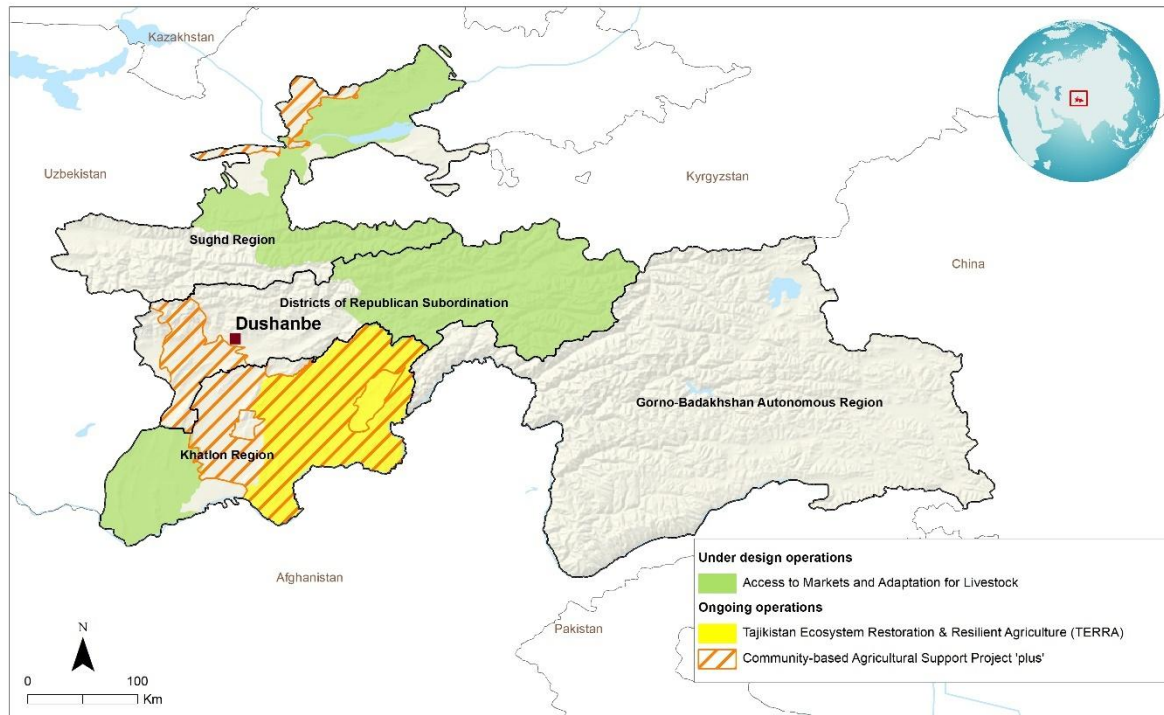 Kazakhstan
Uzbekistan
Kyrgyzstan
China
Sughd Region
Districts of Republican Subordination
Dushanbe
Gorno-Badakhshan Autonomous Region
Khatlon Region
Afghanistan
Pakistan
N
0 100
Km
Under design operations
Access to Markets and Adaptation for Livestock
Ongoing operations
Tajikistan Ecosystem Restoration & Resilient Agriculture (TERRA)
Community-based Agricultural Support Project 'plus'